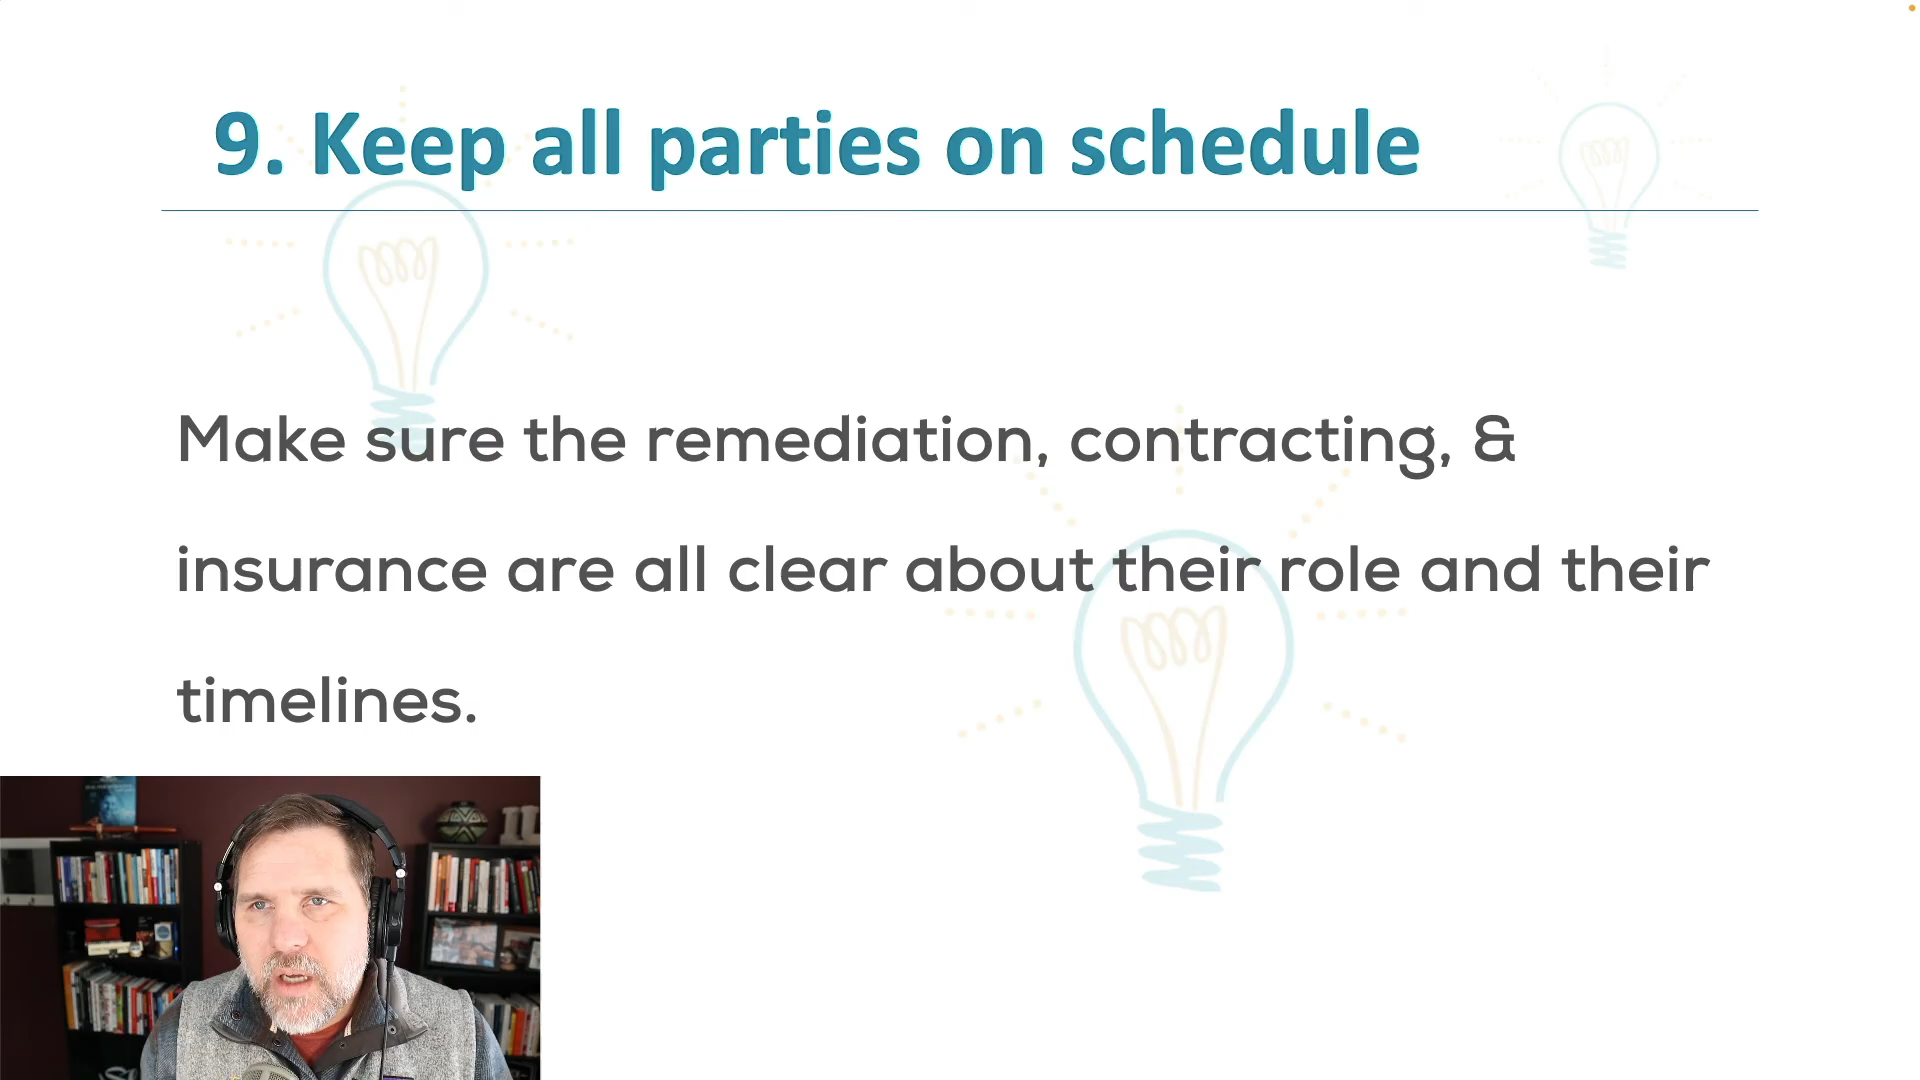 9. Keep all parties on schedule
Make sure the remediation, contracting, &
insurance are all clear about their role and their
timelines.